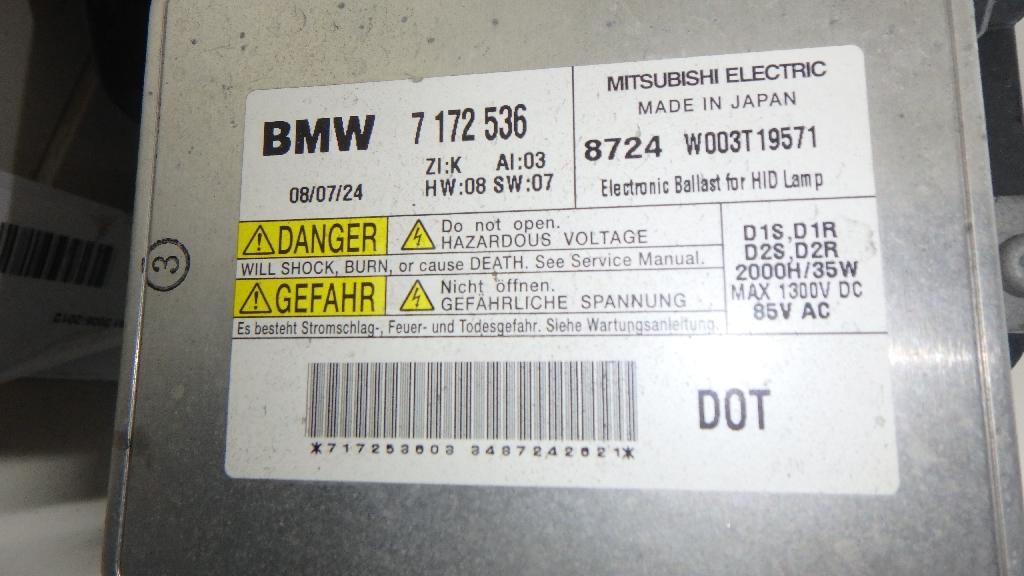 BMW 7 172 536
ZI:K AI:03
08/07/24 HW:08 SW:07
MITSUBISHI ELECTRIC
MADE IN JAPAN
8724 W003T19571
Electronic Ballast for HID Lamp
DANGER
Do not open.
HAZARDOUS VOLTAGE
WILL SHOCK, BURN, or cause DEATH. See Service Manual.
GEFAHR
Nicht öffnen.
GEFÄHRLICHE SPANNUNG
Es besteht Stromschlag-, Feuer- und Todesgefahr. Siehe Wartungsanleitung.
D1S, D1R
D2S, D2R
2000H/35W
MAX 1300V DC
85V AC
*717253603 3487242621*
DOT
3